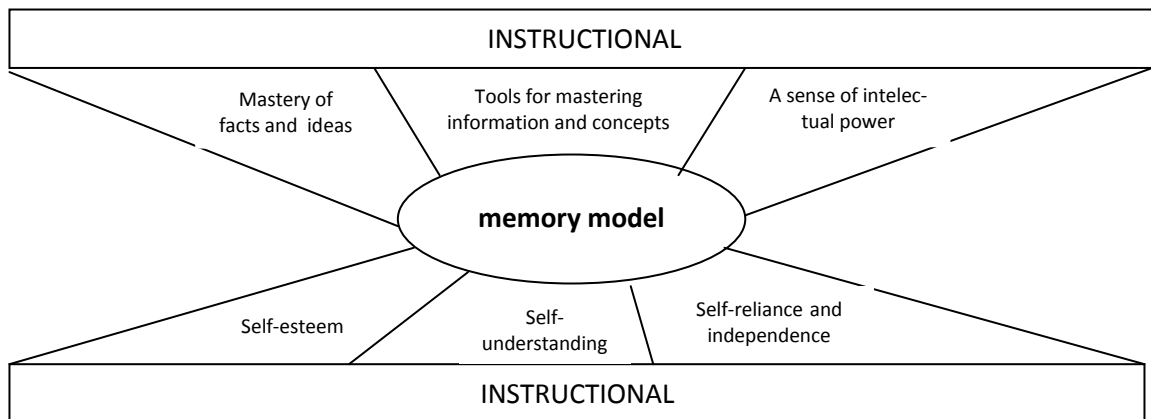 INSTRUCTIONAL
Mastery of
facts and ideas
Tools for mastering
information and concepts
A sense of intelec-
tual power
memory model
Self-esteem
Self-
understanding
Self-reliance and
independence
INSTRUCTIONAL